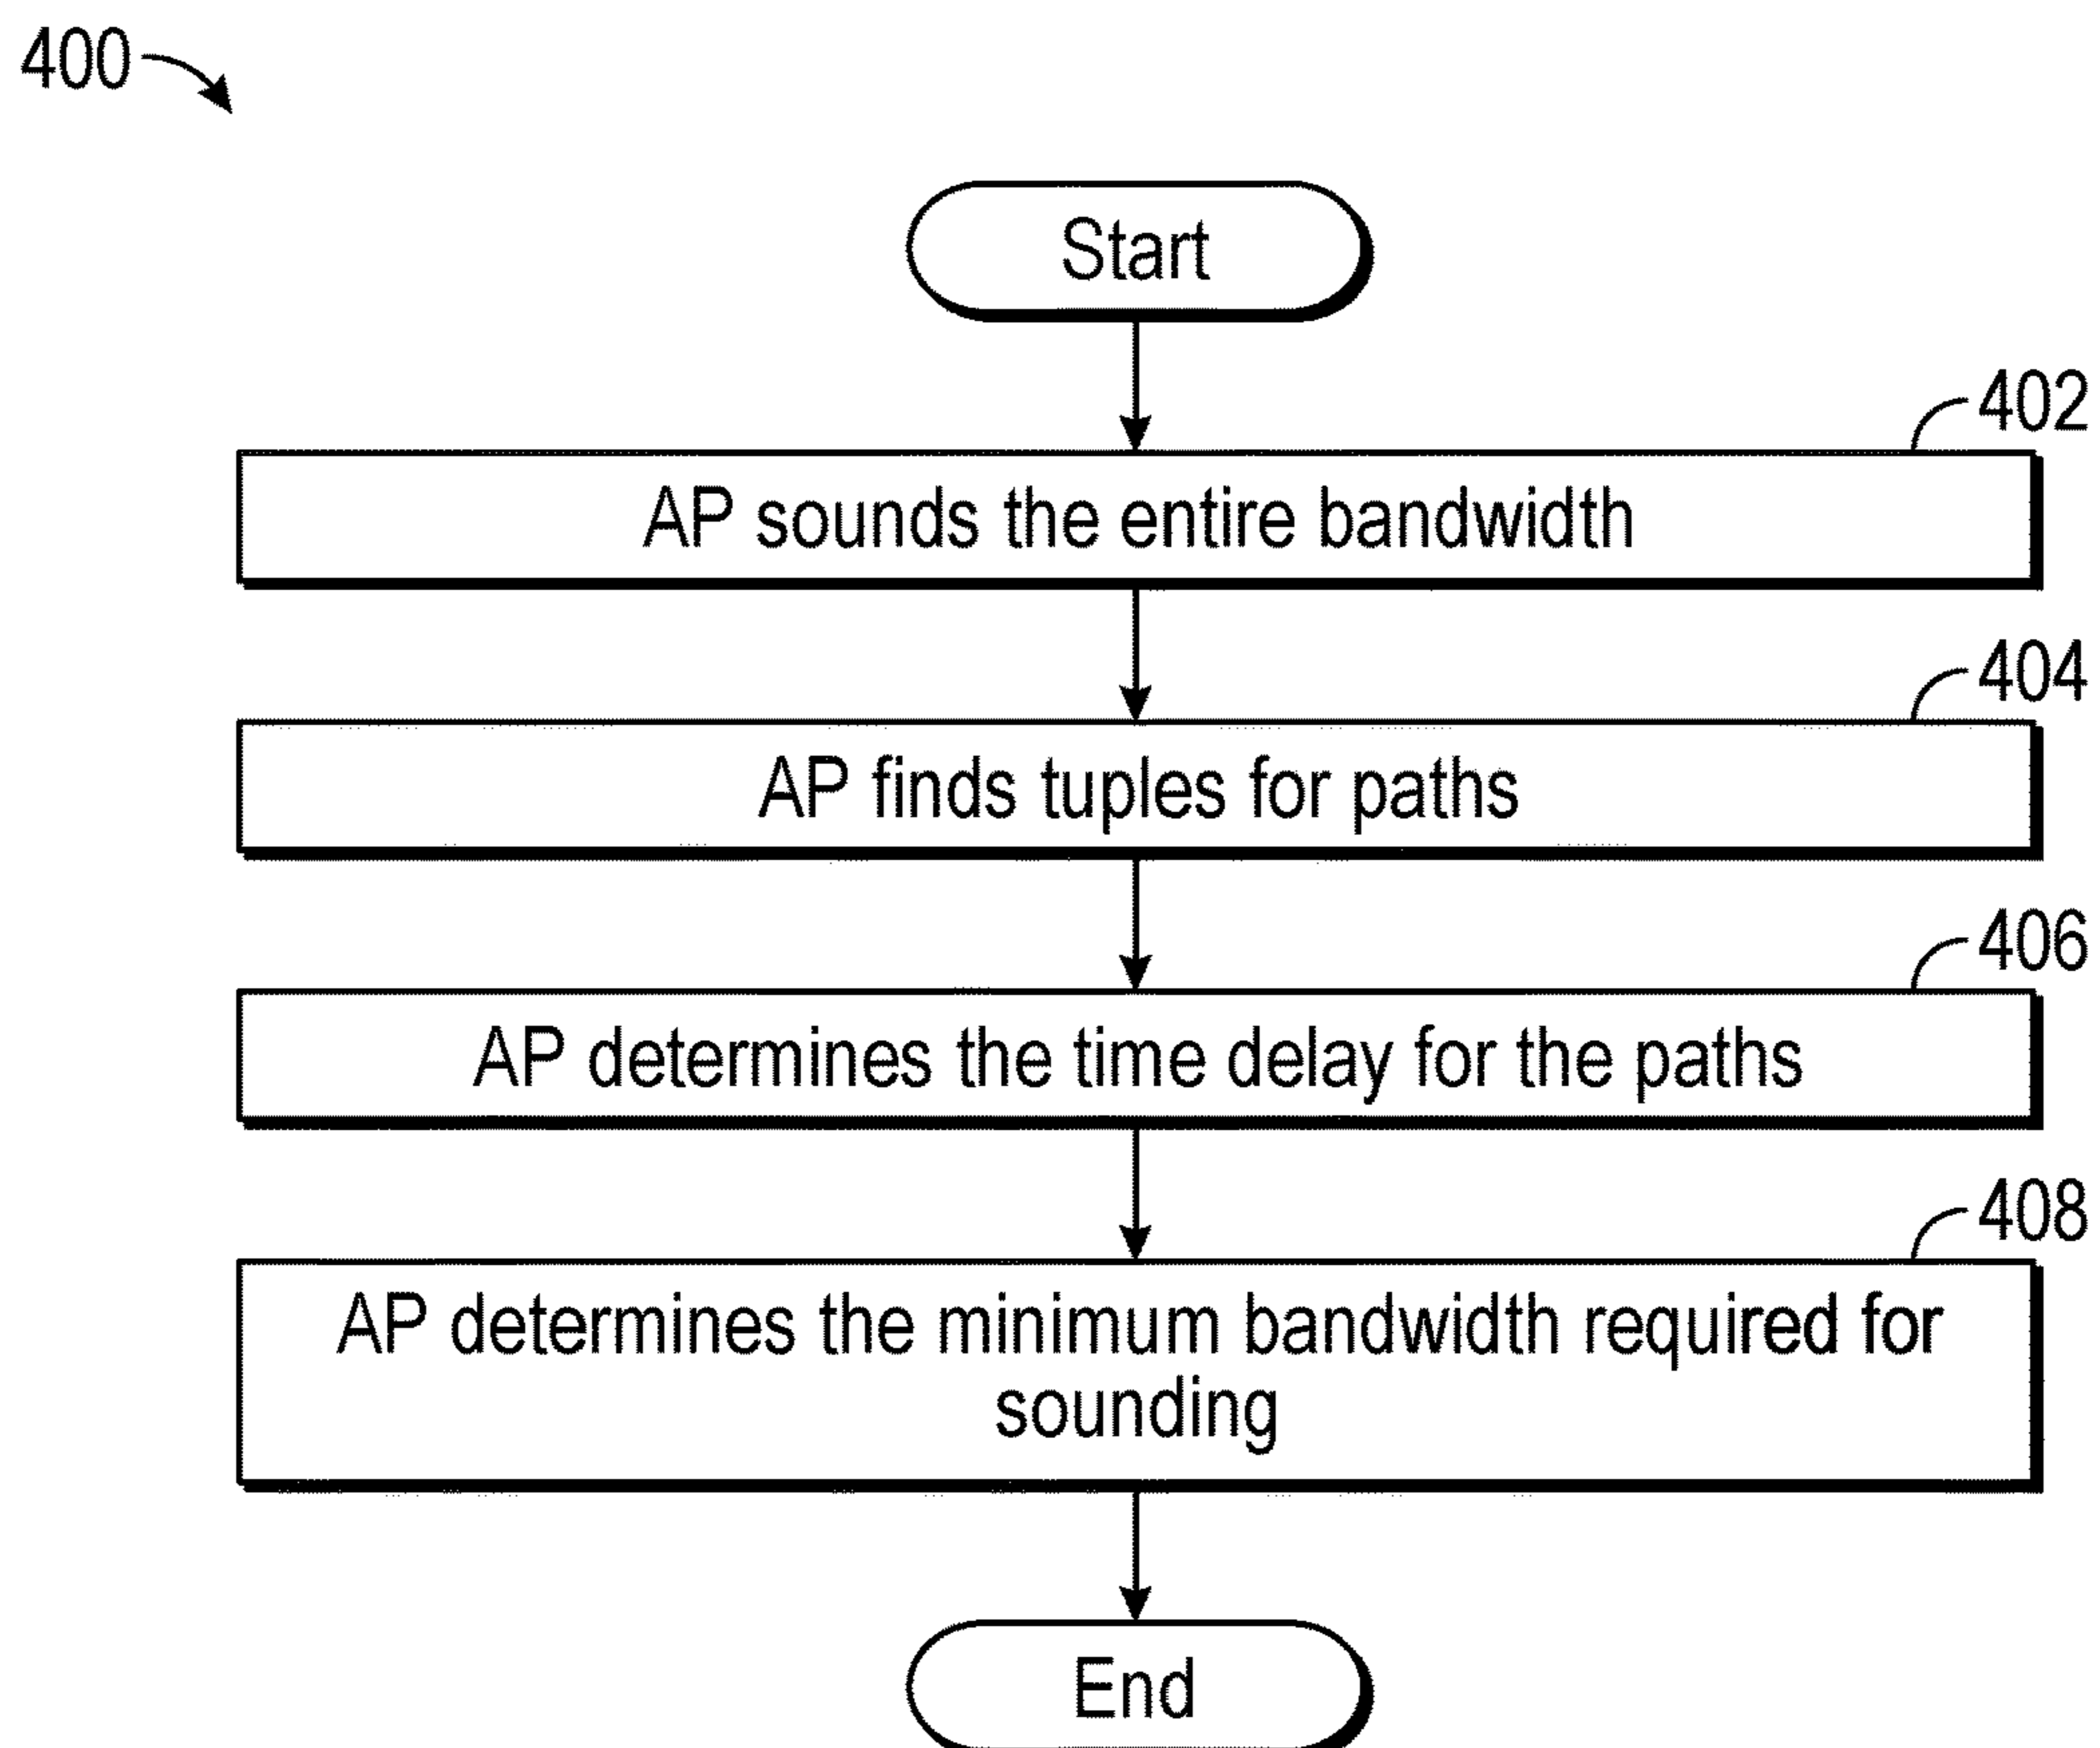 400
Start
402
AP sounds the entire bandwidth
404
AP finds tuples for paths
406
AP determines the time delay for the paths
408
AP determines the minimum bandwidth required for
sounding
End